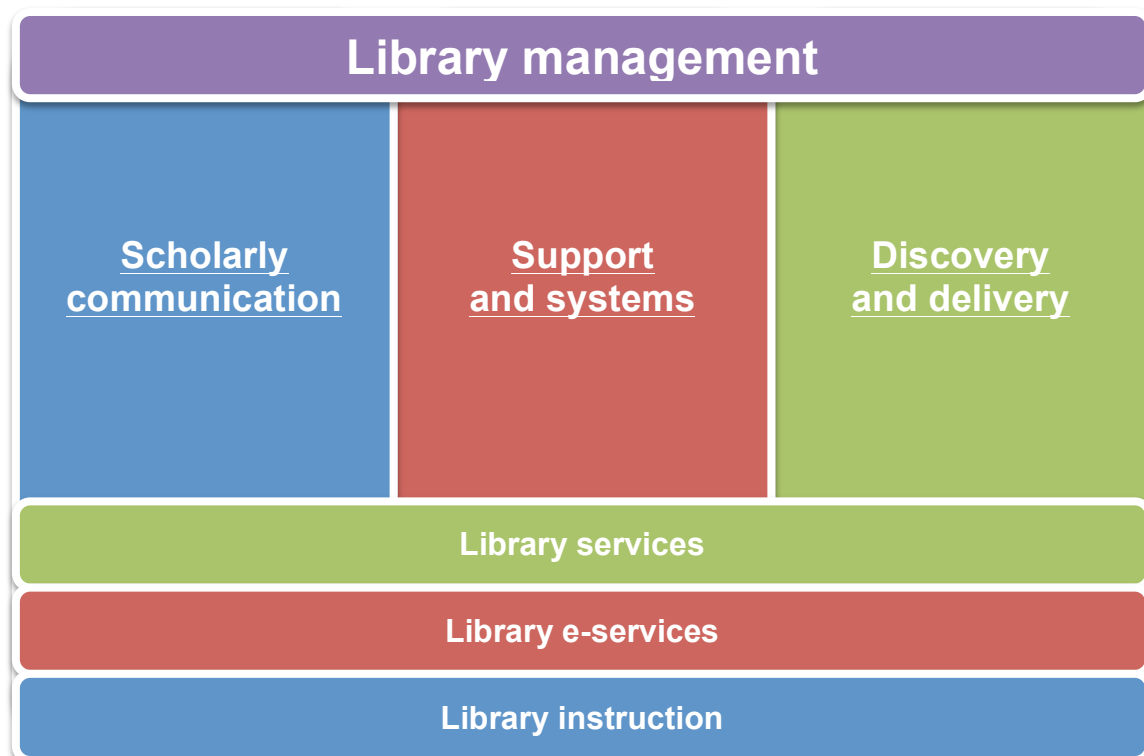 Library management
Scholarly
communication
Support
and systems
Discovery
and delivery
Library services
Library e-services
Library instruction